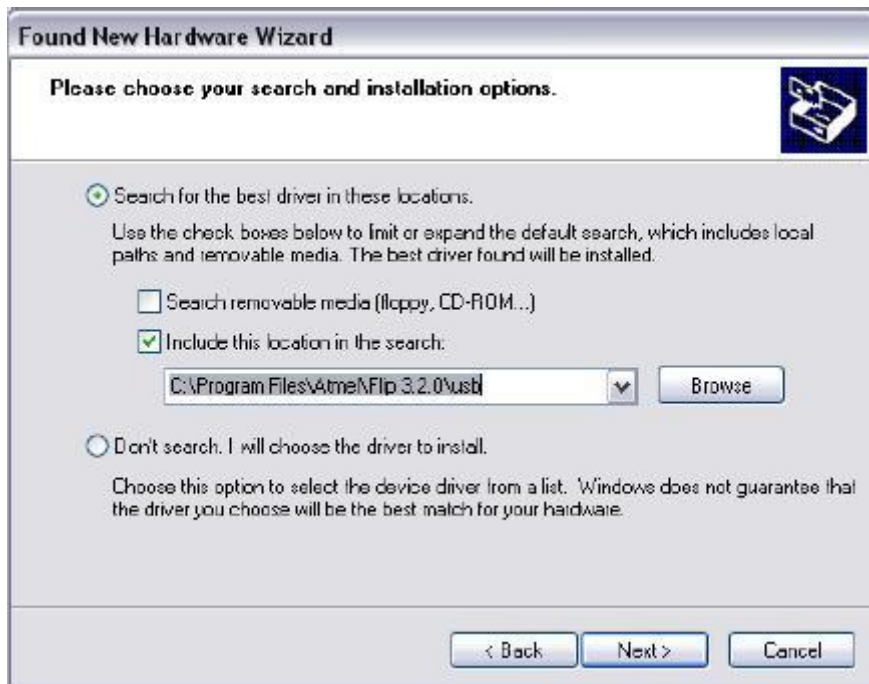 Found New Hardware Wizard
Please choose your search and installation options.
Search for the best driver in these locations.
Use the check boxes below to limit or expand the default search, which includes local
paths and removable media. The best driver found will be installed.
Search removable media (floppy, CD-ROM...)
Include this location in the search:
C:\Program Files\Atmel\Flip 3.2.0\usb
Browse
Don't search. I will choose the driver to install.
Choose this option to select the device driver from a list. Windows does not guarantee that
the driver you choose will be the best match for your hardware.
< Back
Next >
Cancel